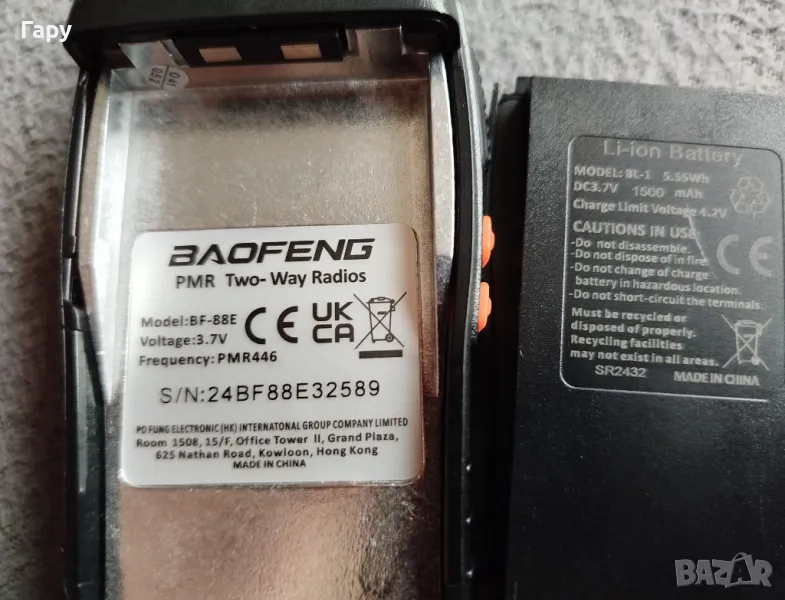 Гару
041
052
BAOFENG
PMR Two-Way Radios
Model:BF-88E
Voltage:3.7V
Frequency:PMR446
CE UK CA
S/N:24BF88E32589
PO FUNG ELECTRONIC(HK) INTERNATONAL GROUP COMPANY LIMITED
Room 1508, 15/F, Office Tower II, Grand Plaza,
625 Nathan Road, Kowloon, Hong Kong
MADE IN CHINA
Li-ion Battery
MODEL: BL-1 5.55Wh
DC3.7V 1500 mAh
Charge Limit Voltage 4.2V
CAUTIONS IN USE
-Do not disassemble.
-Do not dispose of in fire
-Do not change of charge
battery in hazardous location.
-Do not short-circuit the terminals.
Must be recycled or
disposed of properly.
Recycling facilities
may not exist in all areas.
SR2432 MADE IN CHINA
CE
BAZAR